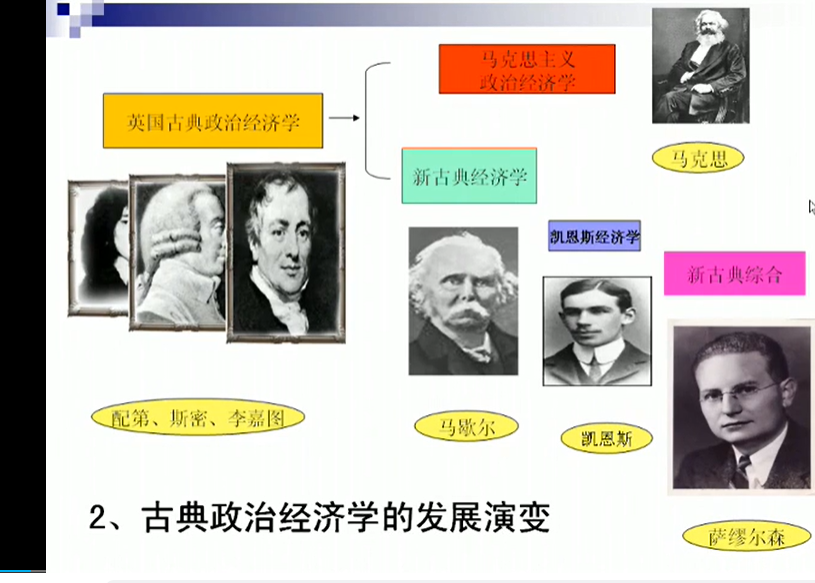 马克思主义
政治经济学
英国古典政治经济学
马克思
新古典经济学
凯恩斯经济学
新古典综合
配第、斯密、李嘉图
马歇尔
凯恩斯
萨缪尔森
2、古典政治经济学的发展演变